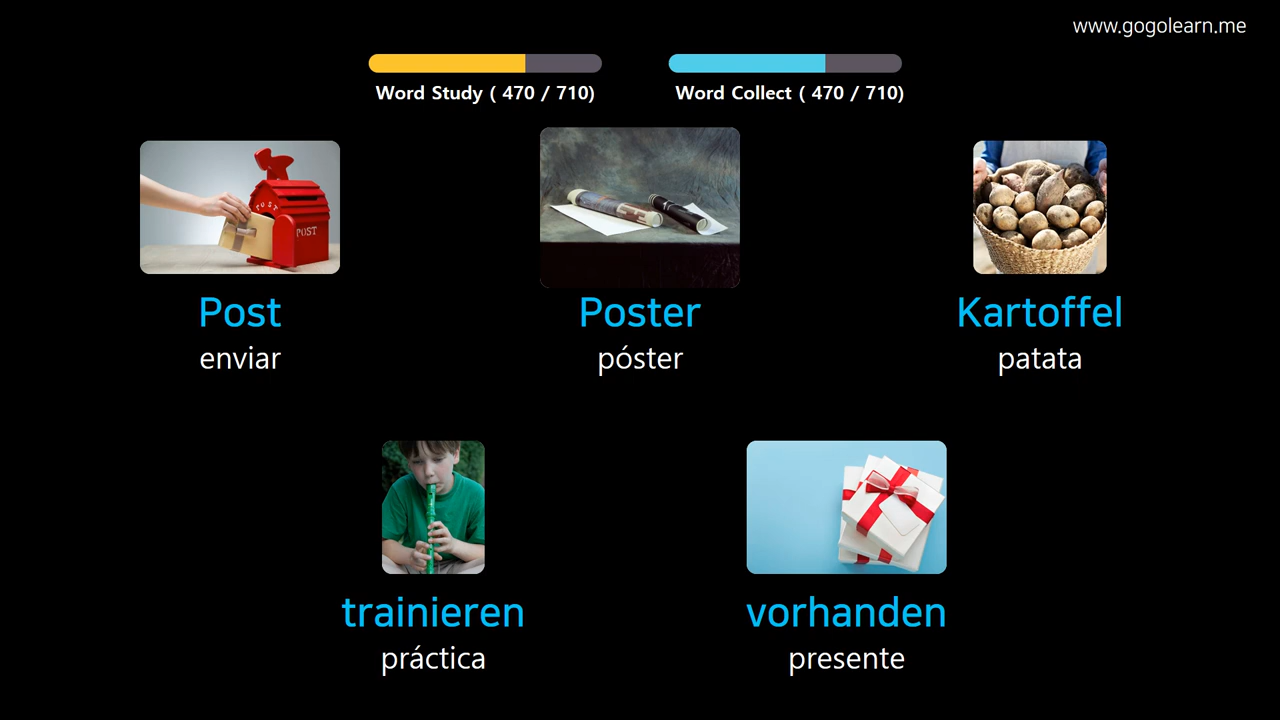 www.gogolearn.me
Word Study ( 470 / 710)
Word Collect ( 470 / 710)
POST
POST
Post
enviar
Poster
póster
Kartoffel
patata
trainieren
práctica
vorhanden
presente